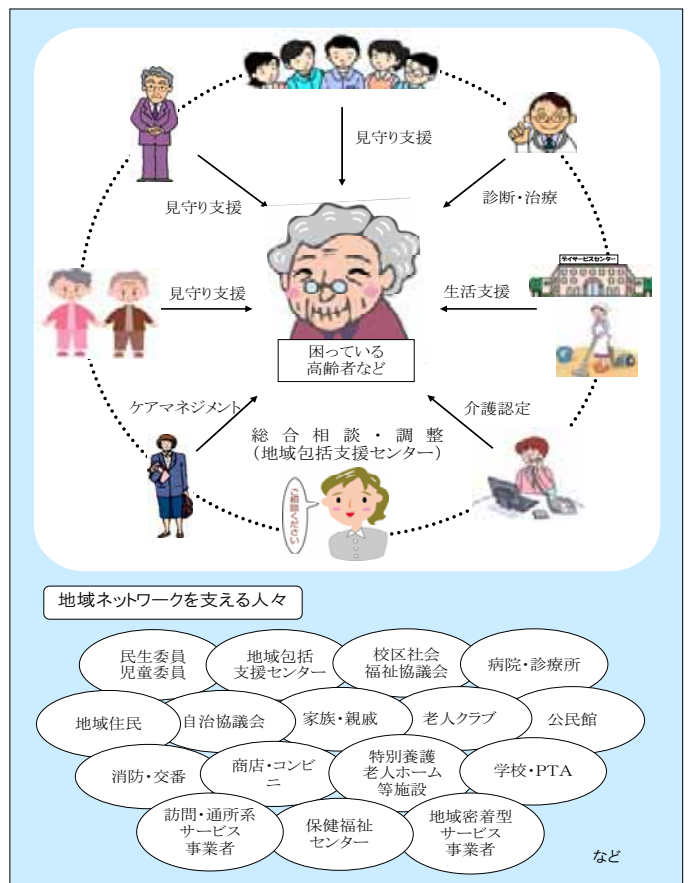 見守り支援
診断・治療
見守り支援
デイサービスセンター
見守り支援
生活支援
困っている
高齢者など
ケアマネジメント
介護認定
総合相談・調整
（地域包括支援センター）
ご相談ください
地域ネットワークを支える人々
民生委員
児童委員
地域包括
支援センター
校区社会
福祉協議会
病院・診療所
地域住民
自治協議会
家族・親戚
老人クラブ
公民館
消防・交番
商店・コンビ
ニ
特別養護
老人ホーム
等施設
学校・PTA
訪問・通所系
サービス
事業者
保健福祉
センター
地域密着型
サービス
事業者
など